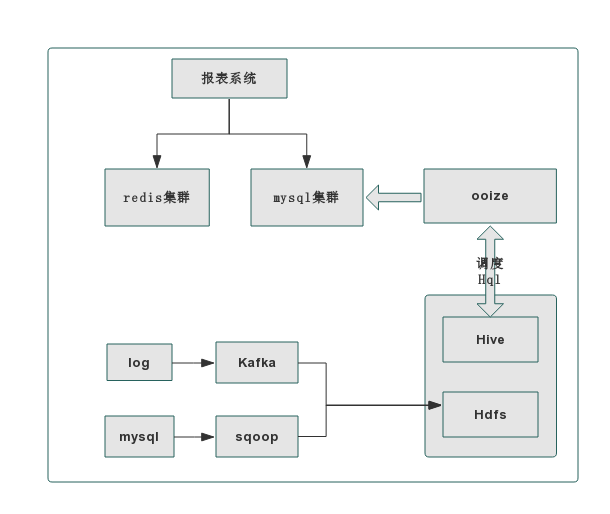 报表系统
redis集群
mysql集群
ooize
调度
Hql
Hive
log
Kafka
Hdfs
mysql
sqoop